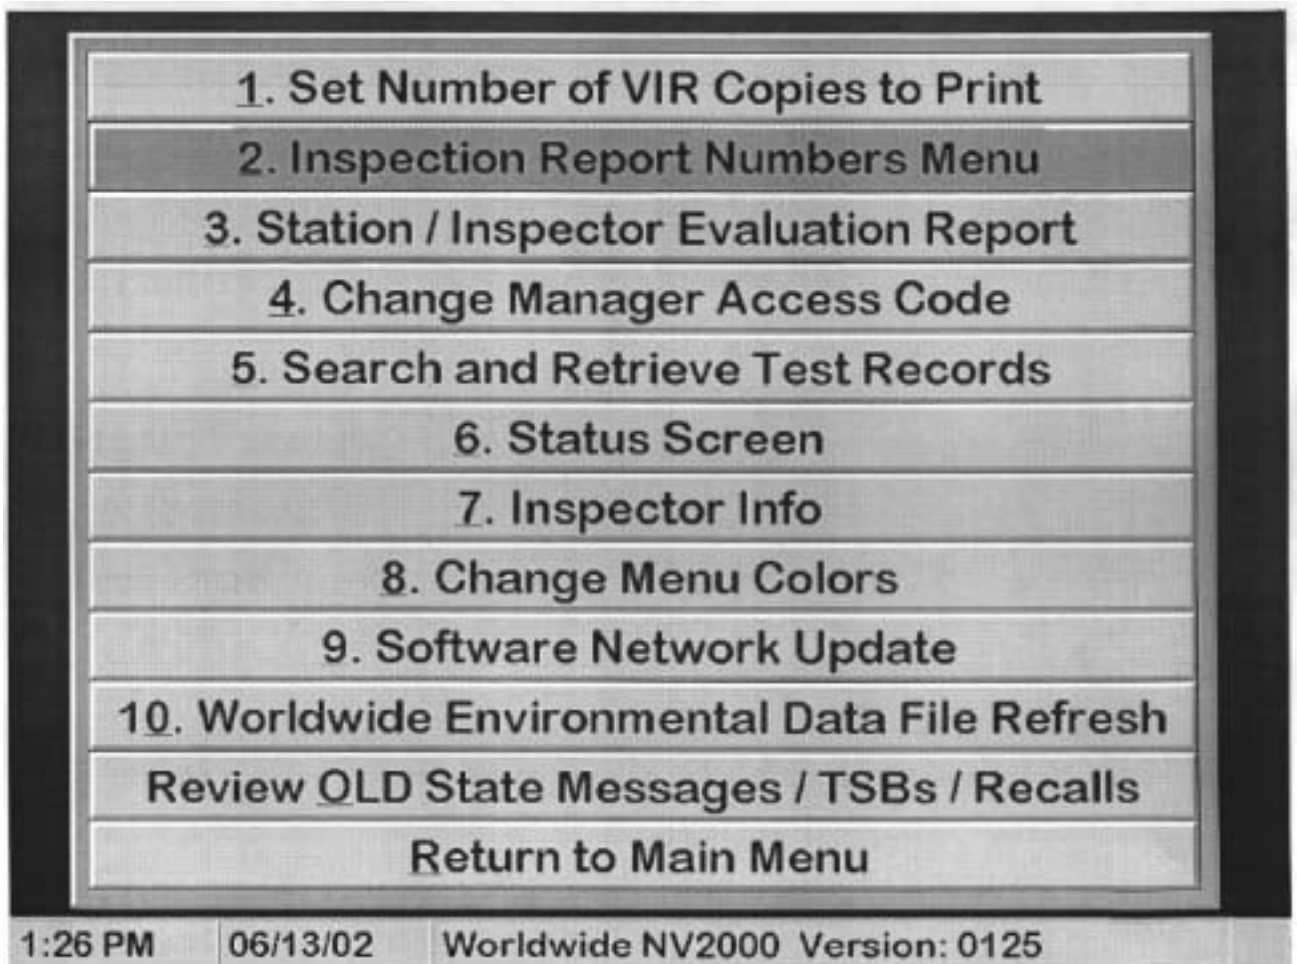 1. Set Number of VIR Copies to Print
2. Inspection Report Numbers Menu
3. Station / Inspector Evaluation Report
4. Change Manager Access Code
5. Search and Retrieve Test Records
6. Status Screen
7. Inspector Info
8. Change Menu Colors
9. Software Network Update
10. Worldwide Environmental Data File Refresh
Review OLD State Messages / TSBs / Recalls
Return to Main Menu
1:26 PM 06/13/02 Worldwide NV2000 Version: 0125